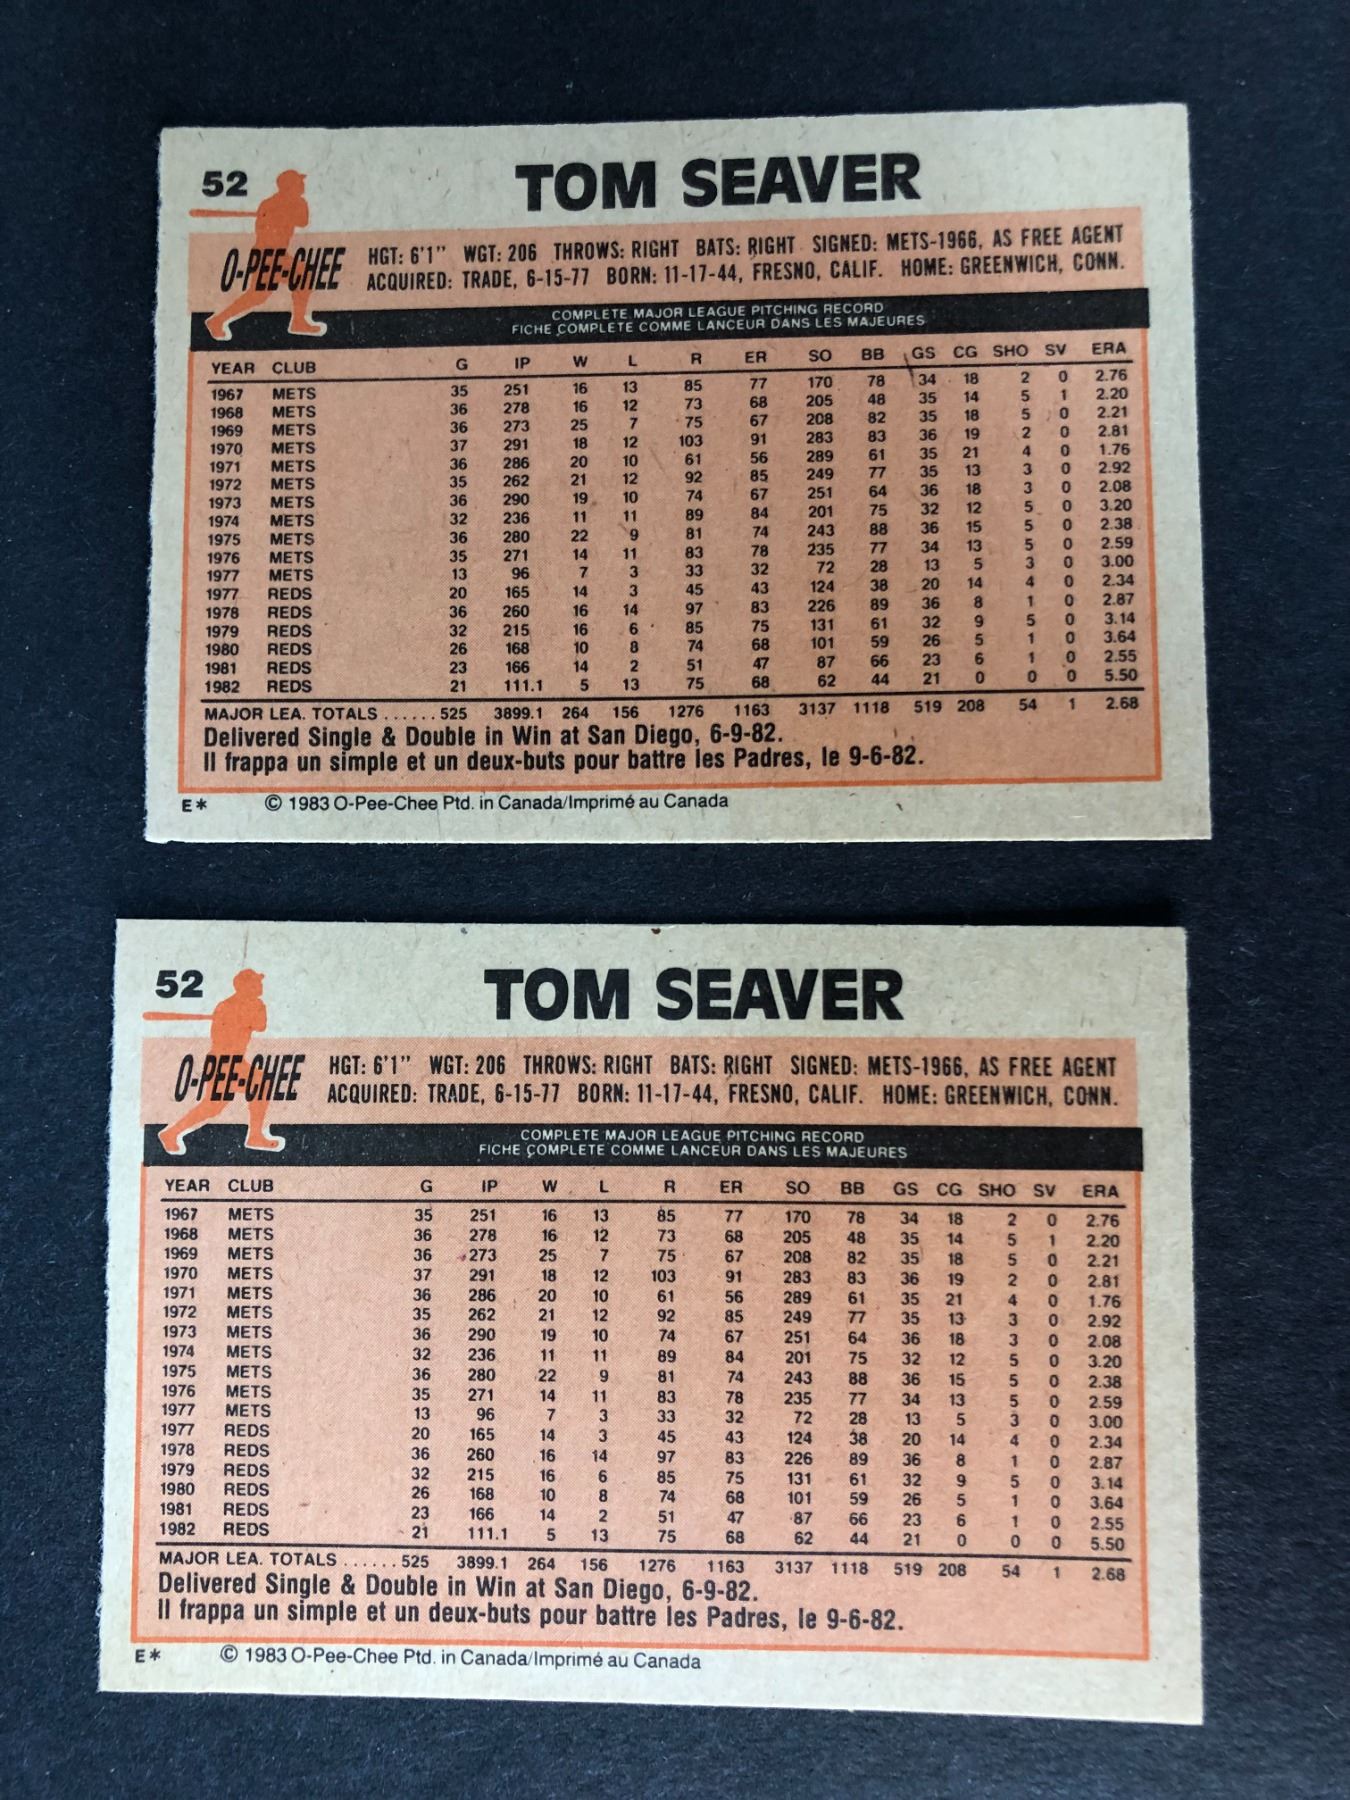 52
TOM SEAVER
O-PEE-CHEE
HGT: 6'1" WGT: 206 THROWS: RIGHT BATS: RIGHT SIGNED: METS-1966, AS FREE AGENT
ACQUIRED: TRADE, 6-15-77 BORN: 11-17-44, FRESNO, CALIF. HOME: GREENWICH, CONN.
COMPLETE MAJOR LEAGUE PITCHING RECORD
FICHE COMPLETE COMME LANCEUR DANS LES MAJEURES
YEAR CLUB G IP W L R ER SO BB GS CG SHO SV ERA
1967 METS 35 251 16 13 85 77 170 78 34 18 2 0 2.76
1968 METS 36 278 16 12 73 68 205 48 35 14 5 1 2.20
1969 METS 36 273 25 7 75 67 208 82 35 18 5 0 2.21
1970 METS 37 291 18 12 103 91 283 83 36 19 2 0 2.81
1971 METS 36 286 20 10 61 56 289 61 35 21 4 0 1.76
1972 METS 35 262 21 12 92 85 249 77 35 13 3 0 2.92
1973 METS 36 290 19 10 74 67 251 64 36 18 3 0 2.08
1974 METS 32 236 11 11 89 84 201 75 32 12 5 0 3.20
1975 METS 36 280 22 9 81 74 243 88 36 15 5 0 2.38
1976 METS 35 271 14 11 83 78 235 77 34 13 5 0 2.59
1977 METS 13 96 7 3 33 32 72 28 13 5 3 0 3.00
1977 REDS 20 165 14 3 45 43 124 38 20 14 4 0 2.34
1978 REDS 36 260 16 14 97 83 226 89 36 8 1 0 2.87
1979 REDS 32 215 16 6 85 75 131 61 32 9 5 0 3.14
1980 REDS 26 168 10 8 74 68 101 59 26 5 1 0 3.64
1981 REDS 23 166 14 2 51 47 87 66 23 6 1 0 2.55
1982 REDS 21 111.1 5 13 75 68 62 44 21 0 0 0 5.50
MAJOR LEA. TOTALS ...... 525 3899.1 264 156 1276 1163 3137 1118 519 208 54 1 2.68
Delivered Single & Double in Win at San Diego, 6-9-82.
Il frappa un simple et un deux-buts pour battre les Padres, le 9-6-82.
E* © 1983 O-Pee-Chee Ptd. in Canada/Imprimé au Canada
52
TOM SEAVER
O-PEE-CHEE
HGT: 6'1" WGT: 206 THROWS: RIGHT BATS: RIGHT SIGNED: METS-1966, AS FREE AGENT
ACQUIRED: TRADE, 6-15-77 BORN: 11-17-44, FRESNO, CALIF. HOME: GREENWICH, CONN.
COMPLETE MAJOR LEAGUE PITCHING RECORD
FICHE COMPLETE COMME LANCEUR DANS LES MAJEURES
YEAR CLUB G IP W L R ER SO BB GS CG SHO SV ERA
1967 METS 35 251 16 13 85 77 170 78 34 18 2 0 2.76
1968 METS 36 278 16 12 73 68 205 48 35 14 5 1 2.20
1969 METS 36 273 25 7 75 67 208 82 35 18 5 0 2.21
1970 METS 37 291 18 12 103 91 283 83 36 19 2 0 2.81
1971 METS 36 286 20 10 61 56 289 61 35 21 4 0 1.76
1972 METS 35 262 21 12 92 85 249 77 35 13 3 0 2.92
1973 METS 36 290 19 10 74 67 251 64 36 18 3 0 2.08
1974 METS 32 236 11 11 89 84 201 75 32 12 5 0 3.20
1975 METS 36 280 22 9 81 74 243 88 36 15 5 0 2.38
1976 METS 35 271 14 11 83 78 235 77 34 13 5 0 2.59
1977 METS 13 96 7 3 33 32 72 28 13 5 3 0 3.00
1977 REDS 20 165 14 3 45 43 124 38 20 14 4 0 2.34
1978 REDS 36 260 16 14 97 83 226 89 36 8 1 0 2.87
1979 REDS 32 215 16 6 85 75 131 61 32 9 5 0 3.14
1980 REDS 26 168 10 8 74 68 101 59 26 5 1 0 3.64
1981 REDS 23 166 14 2 51 47 87 66 23 6 1 0 2.55
1982 REDS 21 111.1 5 13 75 68 62 44 21 0 0 0 5.50
MAJOR LEA. TOTALS ...... 525 3899.1 264 156 1276 1163 3137 1118 519 208 54 1 2.68
Delivered Single & Double in Win at San Diego, 6-9-82.
Il frappa un simple et un deux-buts pour battre les Padres, le 9-6-82.
E* © 1983 O-Pee-Chee Ptd. in Canada/Imprimé au Canada